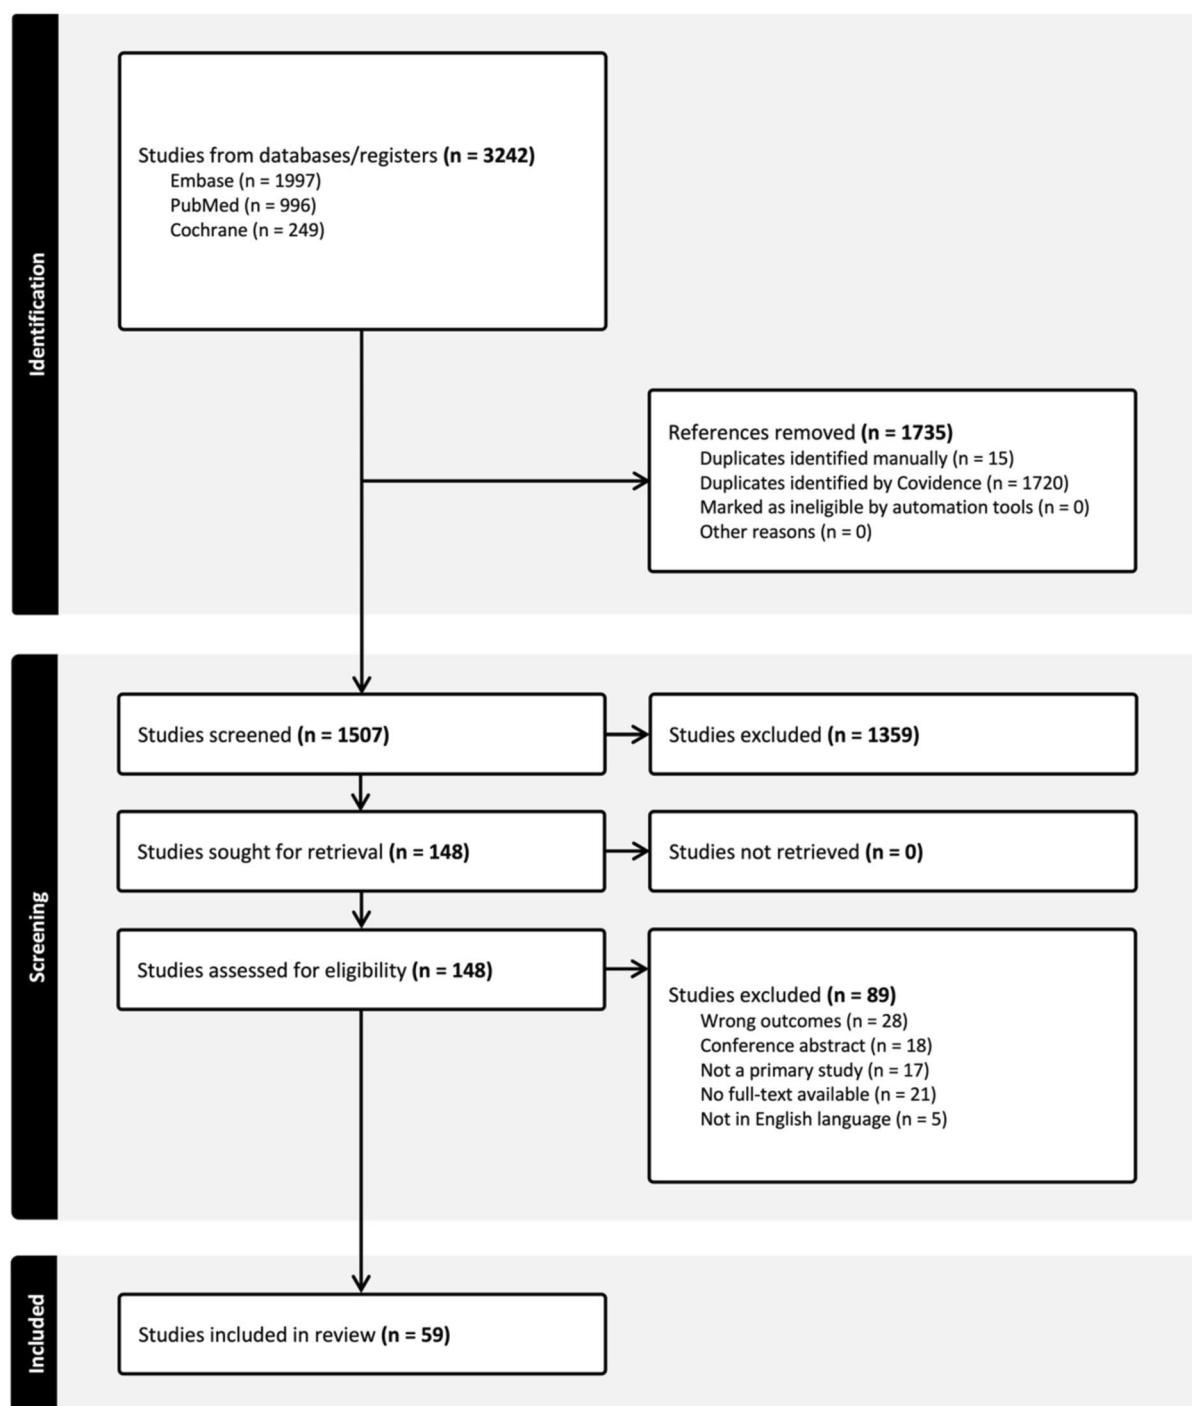 Identification
Studies from databases/registers (n = 3242)
Embase (n = 1997)
PubMed (n = 996)
Cochrane (n = 249)
References removed (n = 1735)
Duplicates identified manually (n = 15)
Duplicates identified by Covidence (n = 1720)
Marked as ineligible by automation tools (n = 0)
Other reasons (n = 0)
Screening
Studies screened (n = 1507)
Studies excluded (n = 1359)
Studies sought for retrieval (n = 148)
Studies not retrieved (n = 0)
Studies assessed for eligibility (n = 148)
Studies excluded (n = 89)
Wrong outcomes (n = 28)
Conference abstract (n = 18)
Not a primary study (n = 17)
No full-text available (n = 21)
Not in English language (n = 5)
Included
Studies included in review (n = 59)